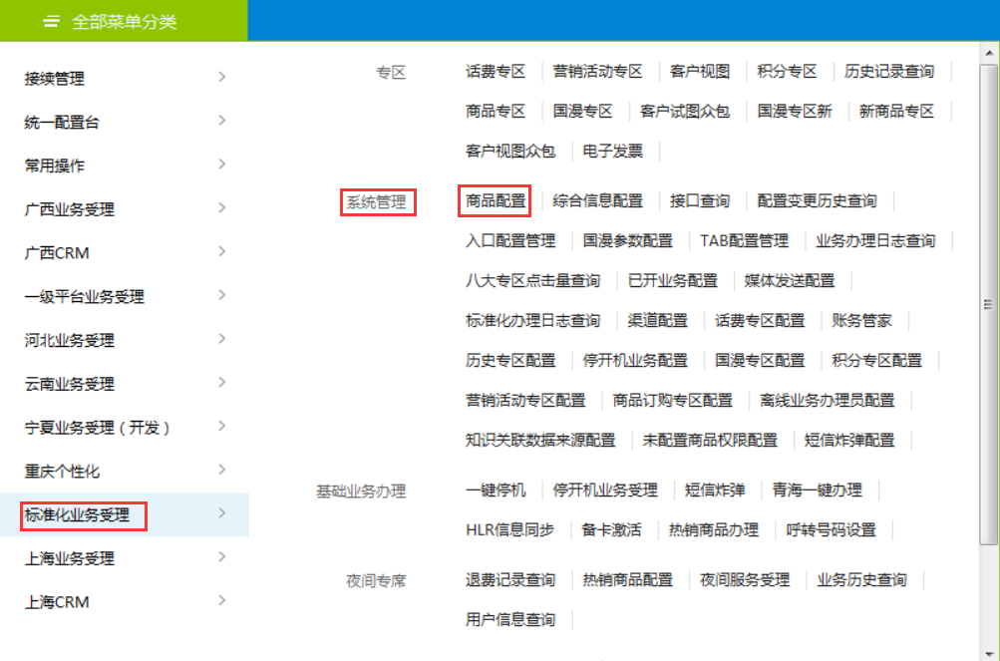 全部菜单分类
接续管理
统一配置台
常用操作
广西业务受理
广西CRM
一级平台业务受理
河北业务受理
云南业务受理
宁夏业务受理（开发）
重庆个性化
标准化业务受理
上海业务受理
上海CRM
专区
话费专区 营销活动专区 客户视图 积分专区 历史记录查询
商品专区 国漫专区 客户试图众包 国漫专区新 新商品专区
客户视图众包 电子发票
系统管理
商品配置 综合信息配置 接口查询 配置变更历史查询
入口配置管理 国漫参数配置 TAB配置管理 业务办理日志查询
八大专区点击量查询 已开业务配置 媒体发送配置
标准化办理日志查询 渠道配置 话费专区配置 账务管家
历史专区配置 停开机业务配置 国漫专区配置 积分专区配置
营销活动专区配置 商品订购专区配置 离线业务办理员配置
知识关联数据来源配置 未配置商品权限配置 短信炸弹配置
基础业务办理
一键停机 停开机业务受理 短信炸弹 青海一键办理
HLR信息同步 备卡激活 热销商品办理 呼转号码设置
夜间专席
退费记录查询 热销商品配置 夜间服务受理 业务历史查询
用户信息查询